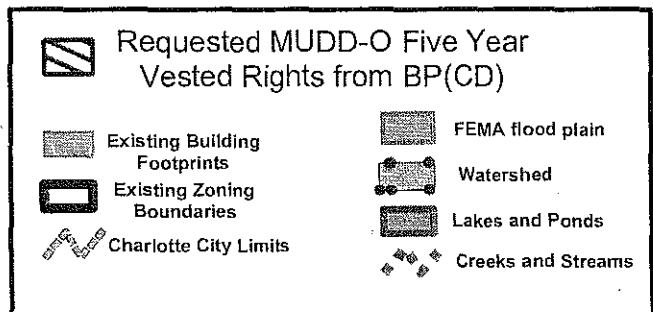 Requested MUDD-O Five Year
Vested Rights from BP(CD)
Existing Building
Footprints
Existing Zoning
Boundaries
Charlotte City Limits
FEMA flood plain
Watershed
Lakes and Ponds
Creeks and Streams